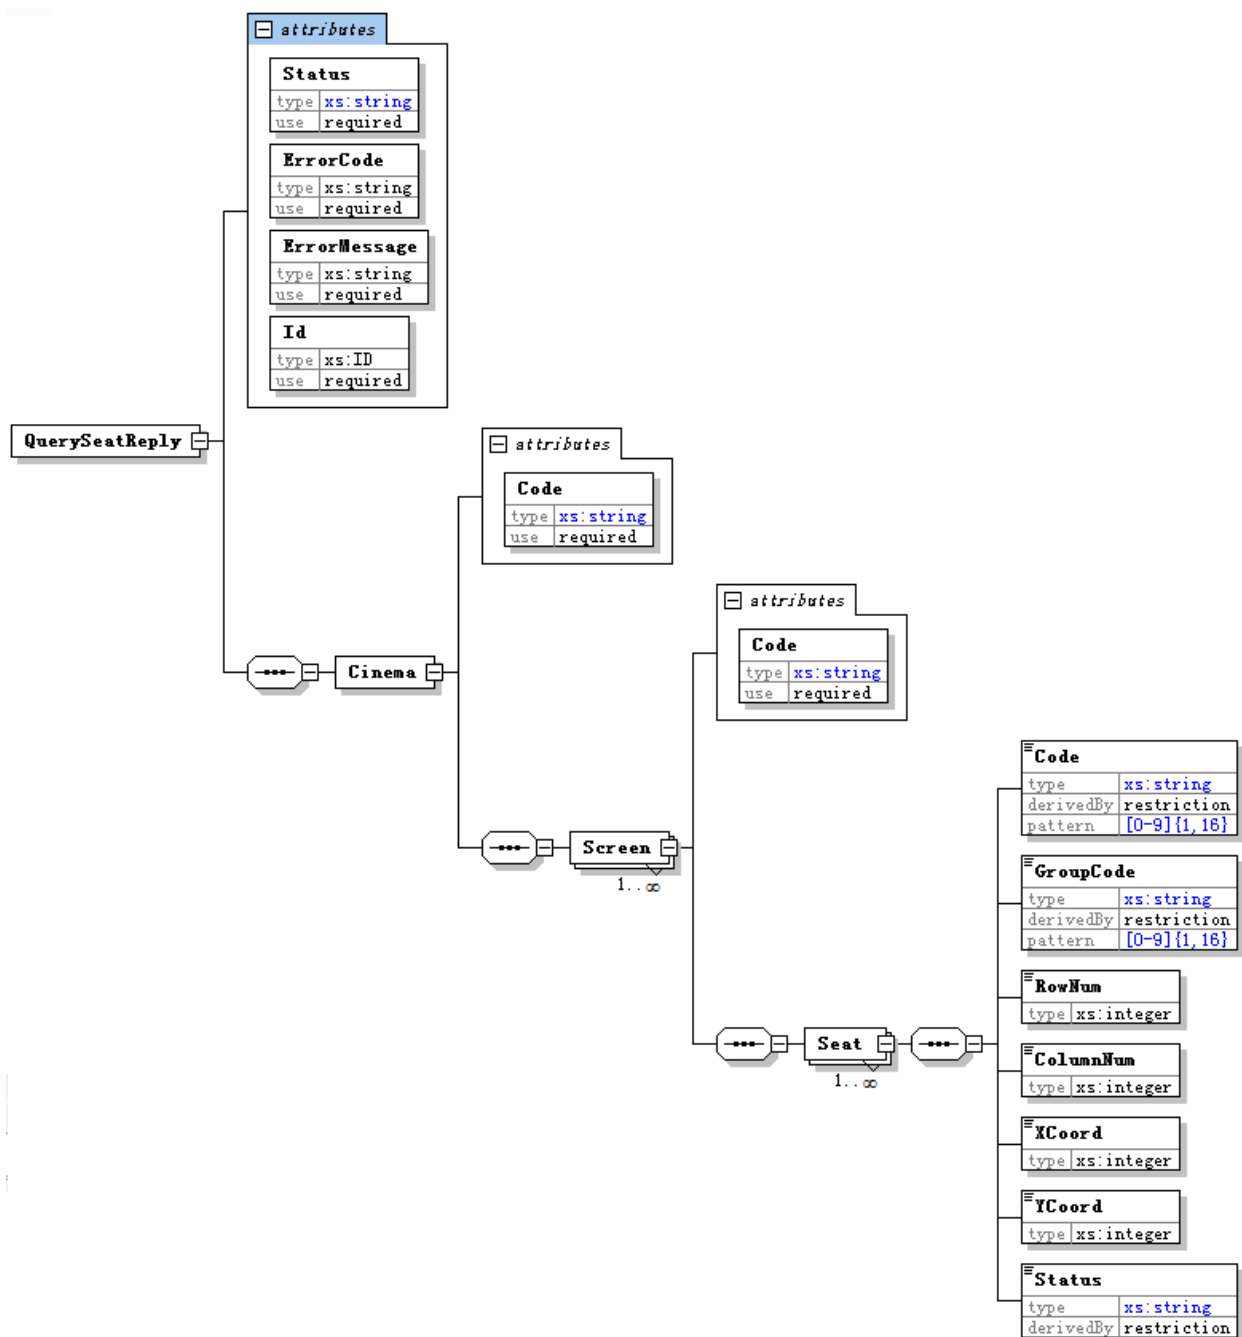 attributes
Status
type xs:string
use required
ErrorCode
type xs:string
use required
ErrorMessage
type xs:string
use required
Id
type xs:ID
use required
QuerySeatReply
attributes
Code
type xs:string
use required
Cinema
attributes
Code
type xs:string
use required
Screen
1..∞
Seat
1..∞
Code
type xs:string
derivedBy restriction
pattern [0-9]{1,16}
GroupCode
type xs:string
derivedBy restriction
pattern [0-9]{1,16}
RowNum
type xs:integer
ColumnNum
type xs:integer
XCoord
type xs:integer
YCoord
type xs:integer
Status
type xs:string
derivedBy restriction